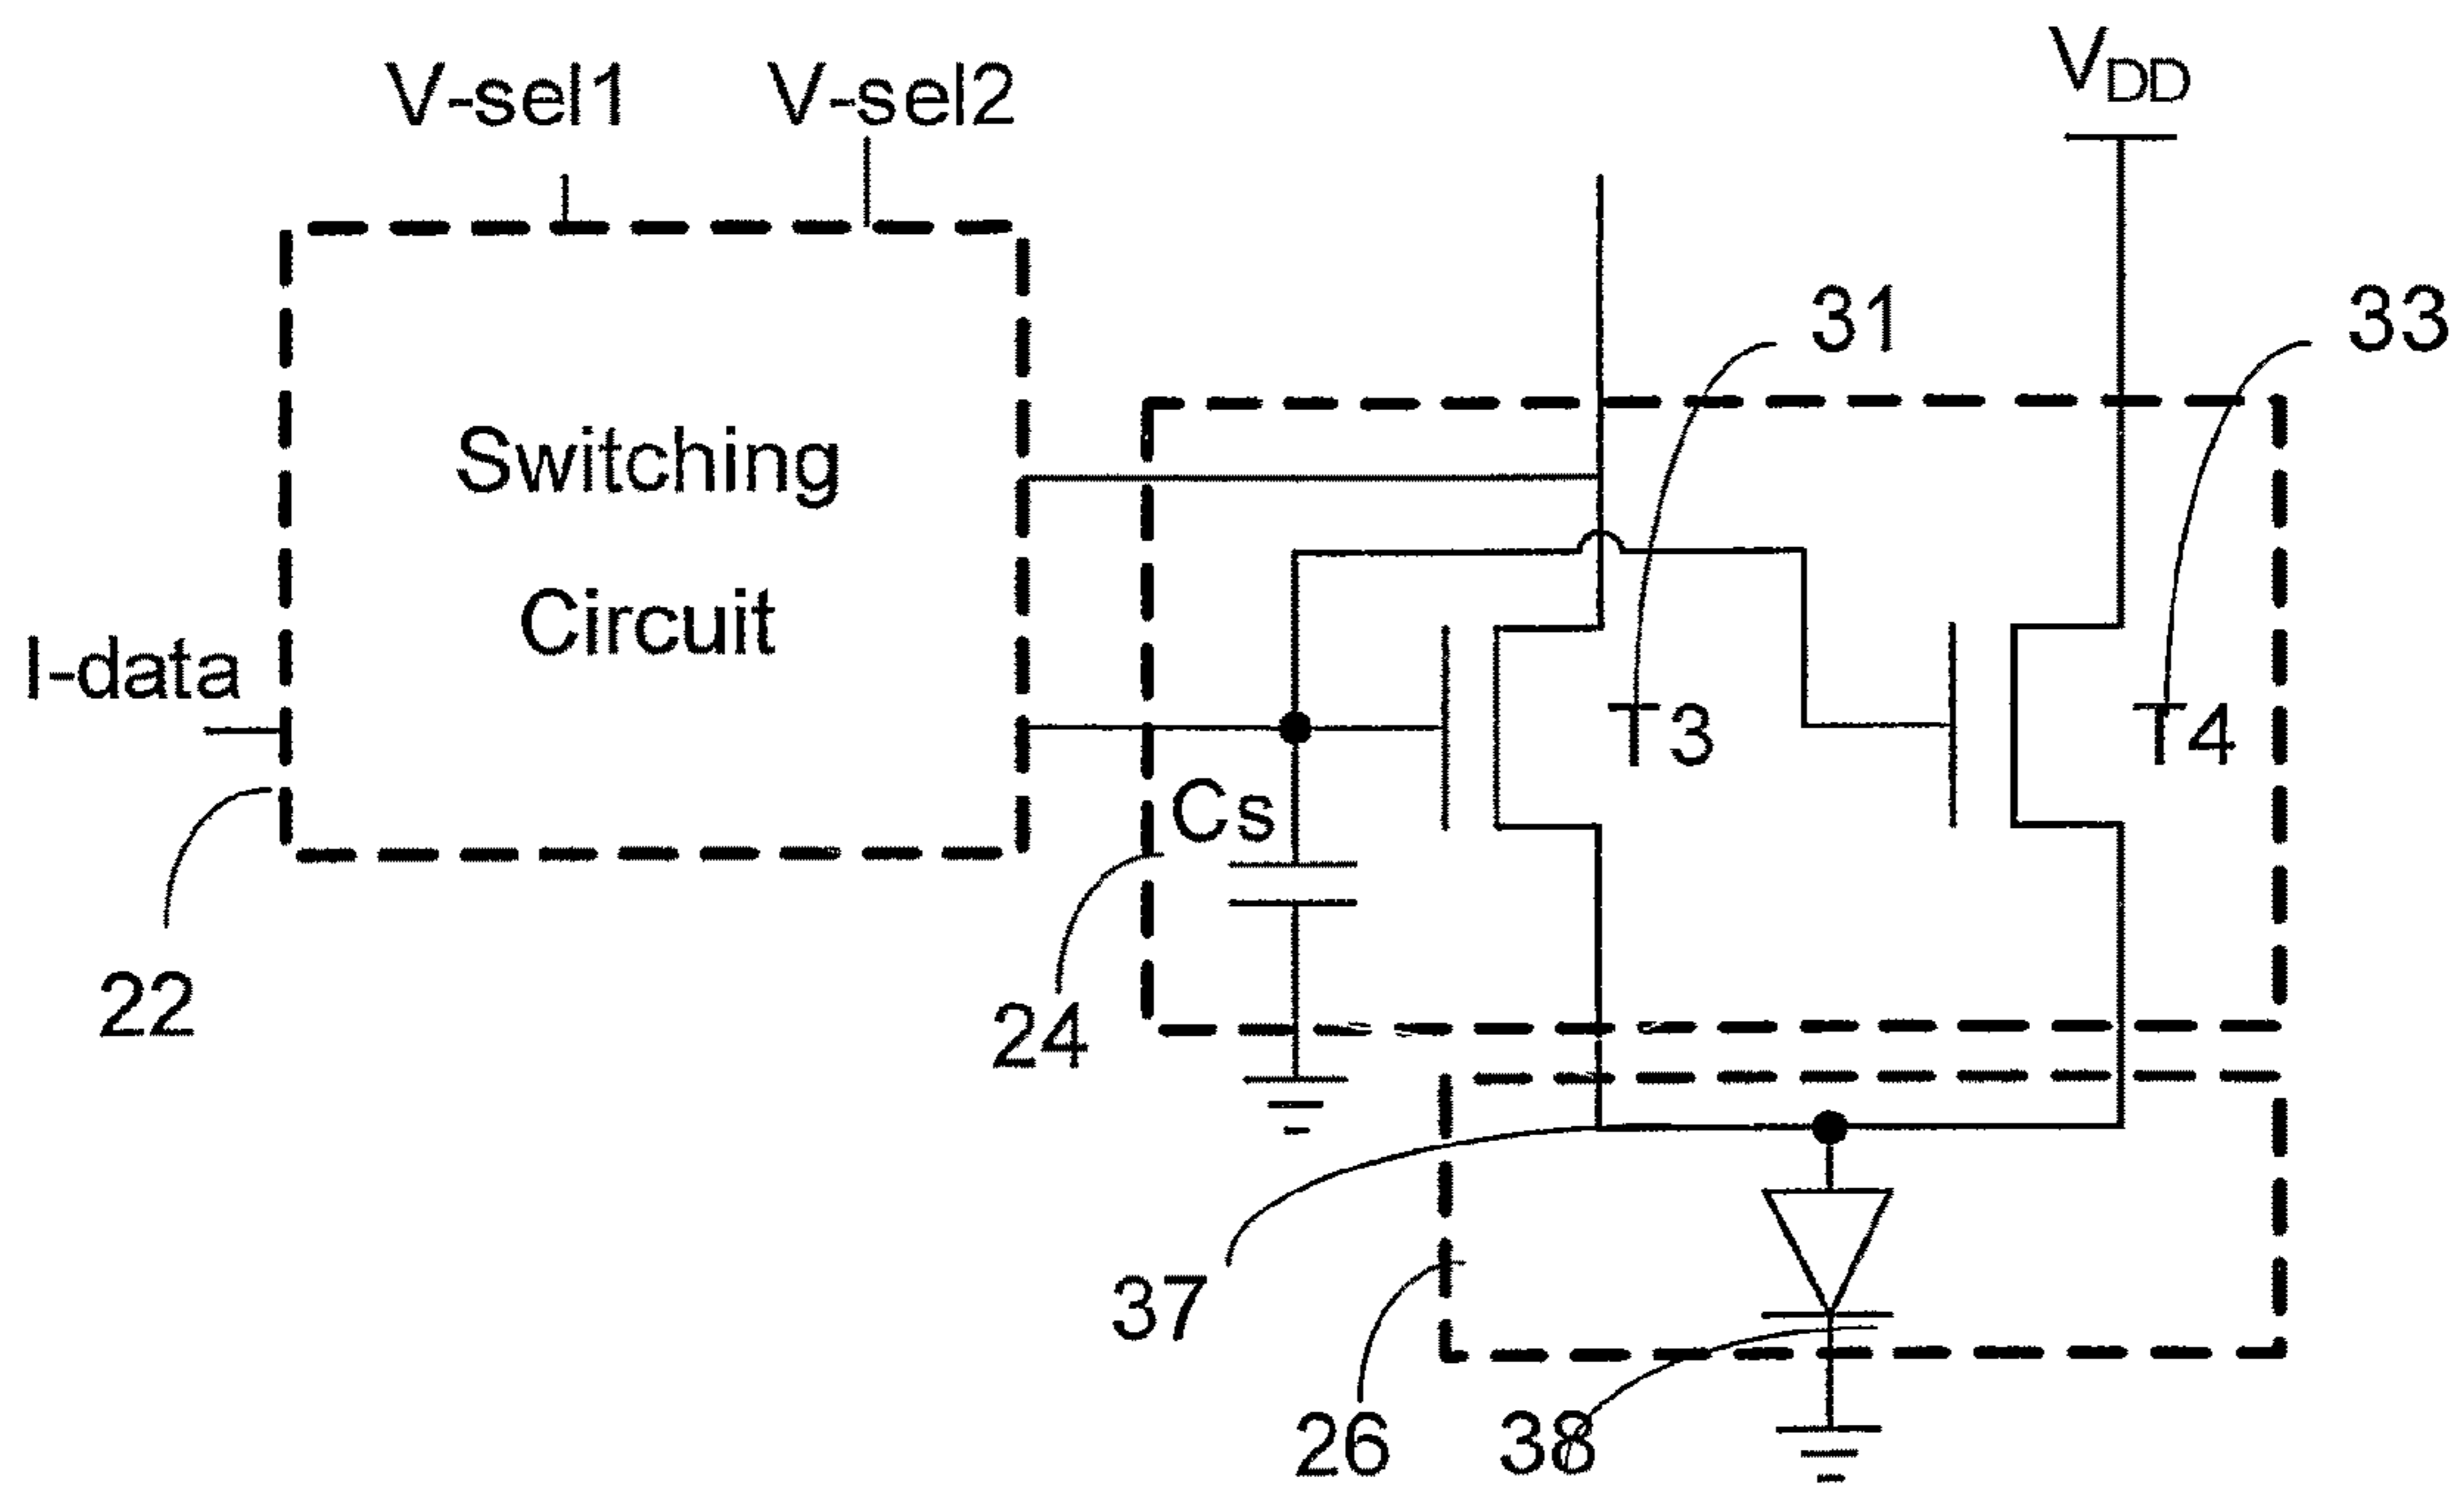 V-sel1
V-sel2
VDD
31
33
Switching
Circuit
I-data
T3
T4
Cs
22
24
37
26
38